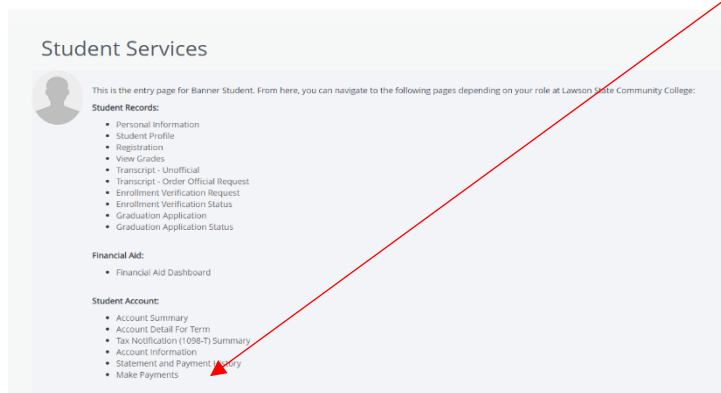 Student Services
This is the entry page for Banner Student. From here, you can navigate to the following pages depending on your role at Lawson State Community College:
Student Records:
Personal Information
Student Profile
Registration
View Grades
Transcript - Unofficial
Transcript - Order Official Request
Enrollment Verification Request
Enrollment Verification Status
Graduation Application
Graduation Application Status
Financial Aid:
Financial Aid Dashboard
Student Account:
Account Summary
Account Detail For Term
Tax Notification (1098-T) Summary
Account Information
Statement and Payment History
Make Payments